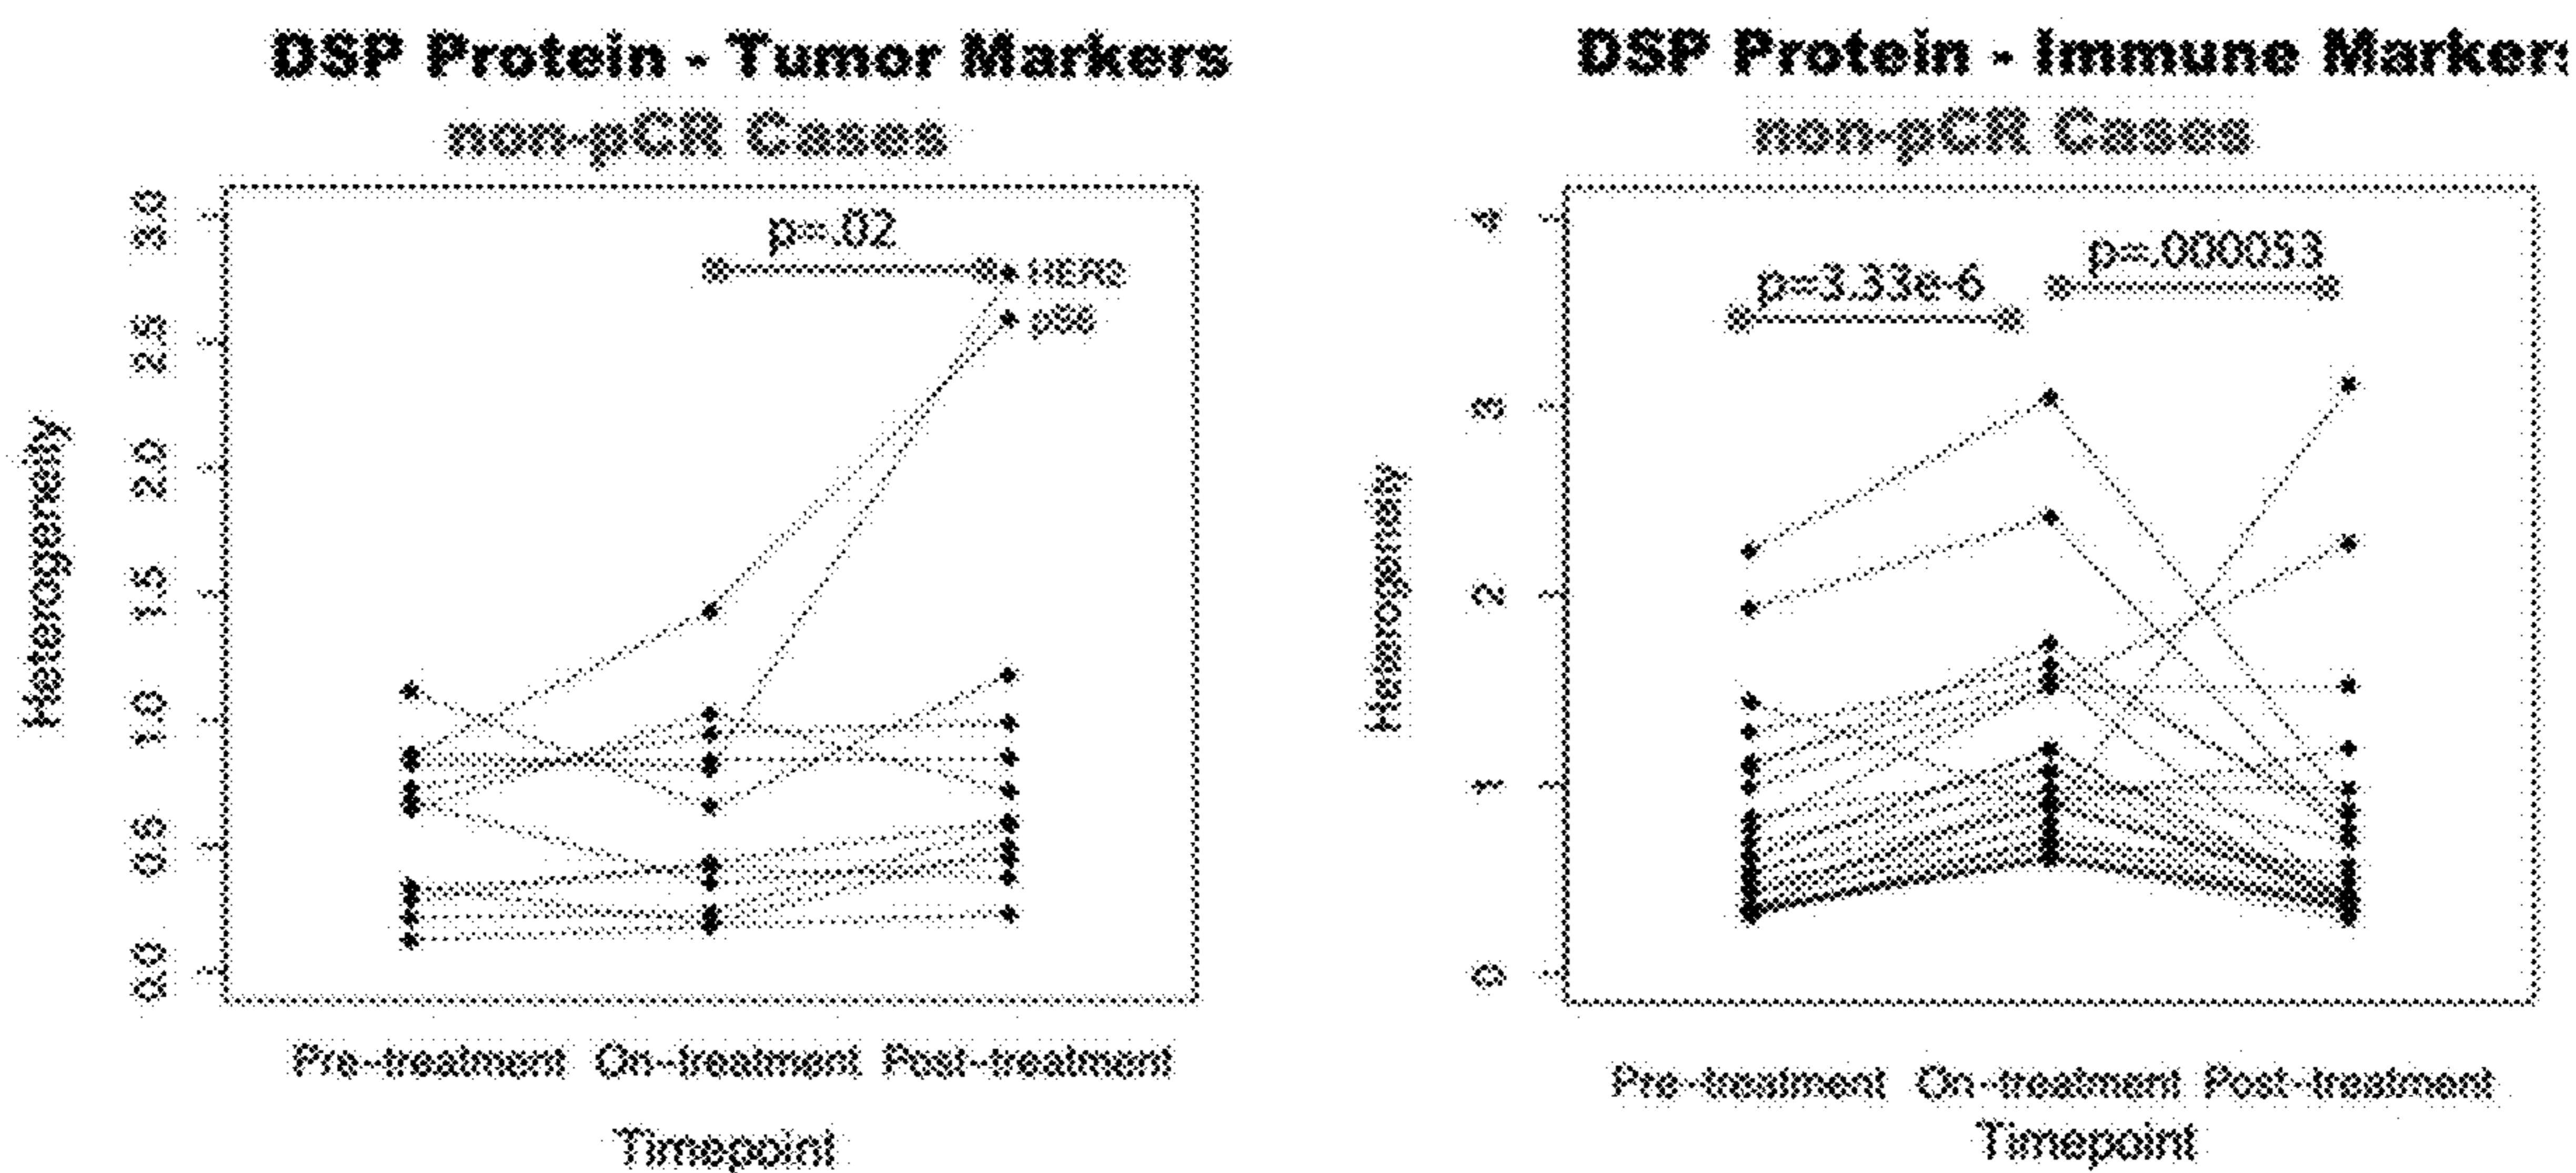 DSP Protein - Tumor Markers
non-pCR Cases
3.0
2.5
2.0
1.5
1.0
0.5
0.0
Heterogeneity
p=.02
pS6
Pre-treatment On-treatment Post-treatment
Timepoint
DSP Protein - Immune Marker
non-pCR Cases
4
3
2
1
0
Heterogeneity
p=3.33e-6
p=.000053
Pre-treatment On-treatment Post-treatment
Timepoint